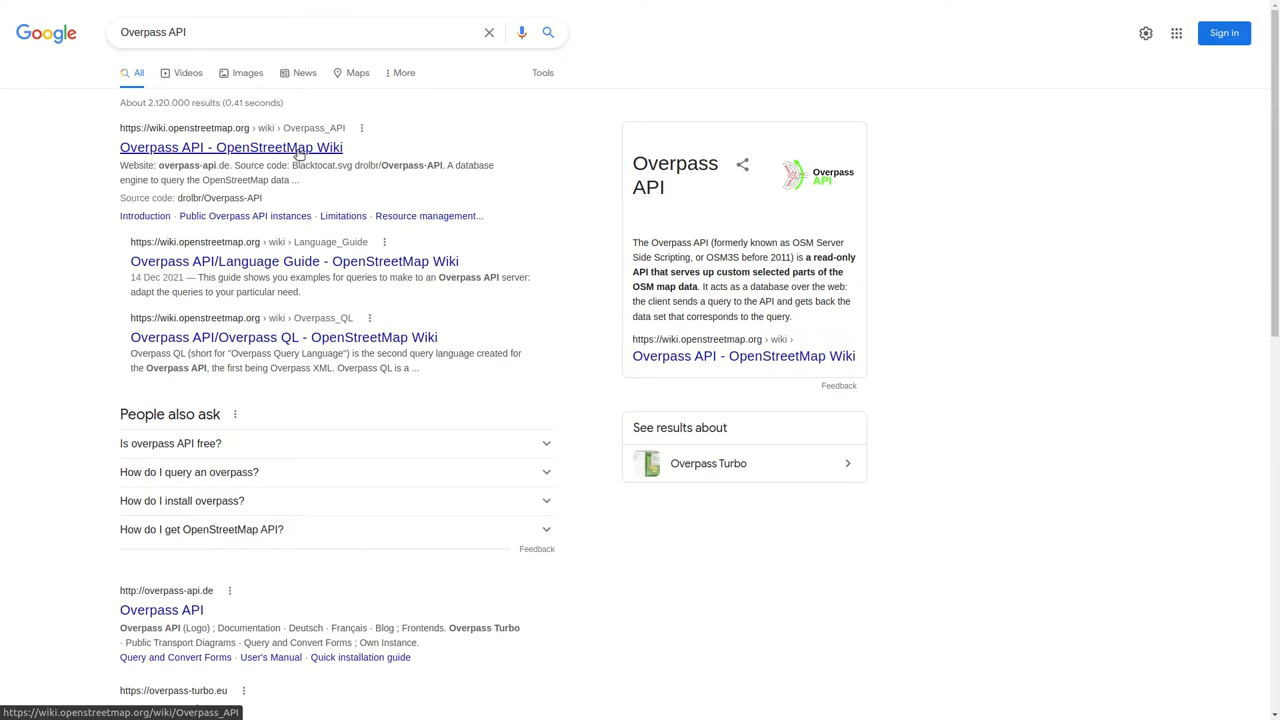 Google
Overpass API
Sign in
All
Videos
Images
News
Maps
More
Tools
About 2,120.000 results (0,41 seconds)
https://wiki.openstreetmap.org › wiki › Overpass_API
Overpass API - OpenStreetMap Wiki
Website: overpass-api.de. Source code: Blacktocat.svg drolbr/Overpass-API. A database
engine to query the OpenStreetMap data ...
Source code: drolbr/Overpass-API
Introduction · Public Overpass API instances · Limitations · Resource management...
https://wiki.openstreetmap.org › wiki › Language_Guide
Overpass API/Language Guide - OpenStreetMap Wiki
14 Dec 2021 — This guide shows you examples for queries to make to an Overpass API server:
adapt the queries to your particular need.
https://wiki.openstreetmap.org › wiki › Overpass_QL
Overpass API/Overpass QL - OpenStreetMap Wiki
Overpass QL (short for "Overpass Query Language") is the second query language created for
the Overpass API, the first being Overpass XML. Overpass QL is a ...
People also ask
Is overpass API free?
How do I query an overpass?
How do I install overpass?
How do I get OpenStreetMap API?
Feedback
http://overpass-api.de
Overpass API
Overpass API (Logo) ; Documentation · Deutsch · Français · Blog ; Frontends. Overpass Turbo
· Public Transport Diagrams · Query and Convert Forms ; Own Instance.
Query and Convert Forms · User's Manual · Quick installation guide
https://overpass-turbo.eu
Overpass
API
Overpass
API
The Overpass API (formerly known as OSM Server
Side Scripting, or OSM3S before 2011) is a read-only
API that serves up custom selected parts of the
OSM map data. It acts as a database over the web:
the client sends a query to the API and gets back the
data set that corresponds to the query.
https://wiki.openstreetmap.org › wiki ›
Overpass API - OpenStreetMap Wiki
Feedback
See results about
Overpass Turbo
https://wiki.openstreetmap.org/wiki/Overpass_API